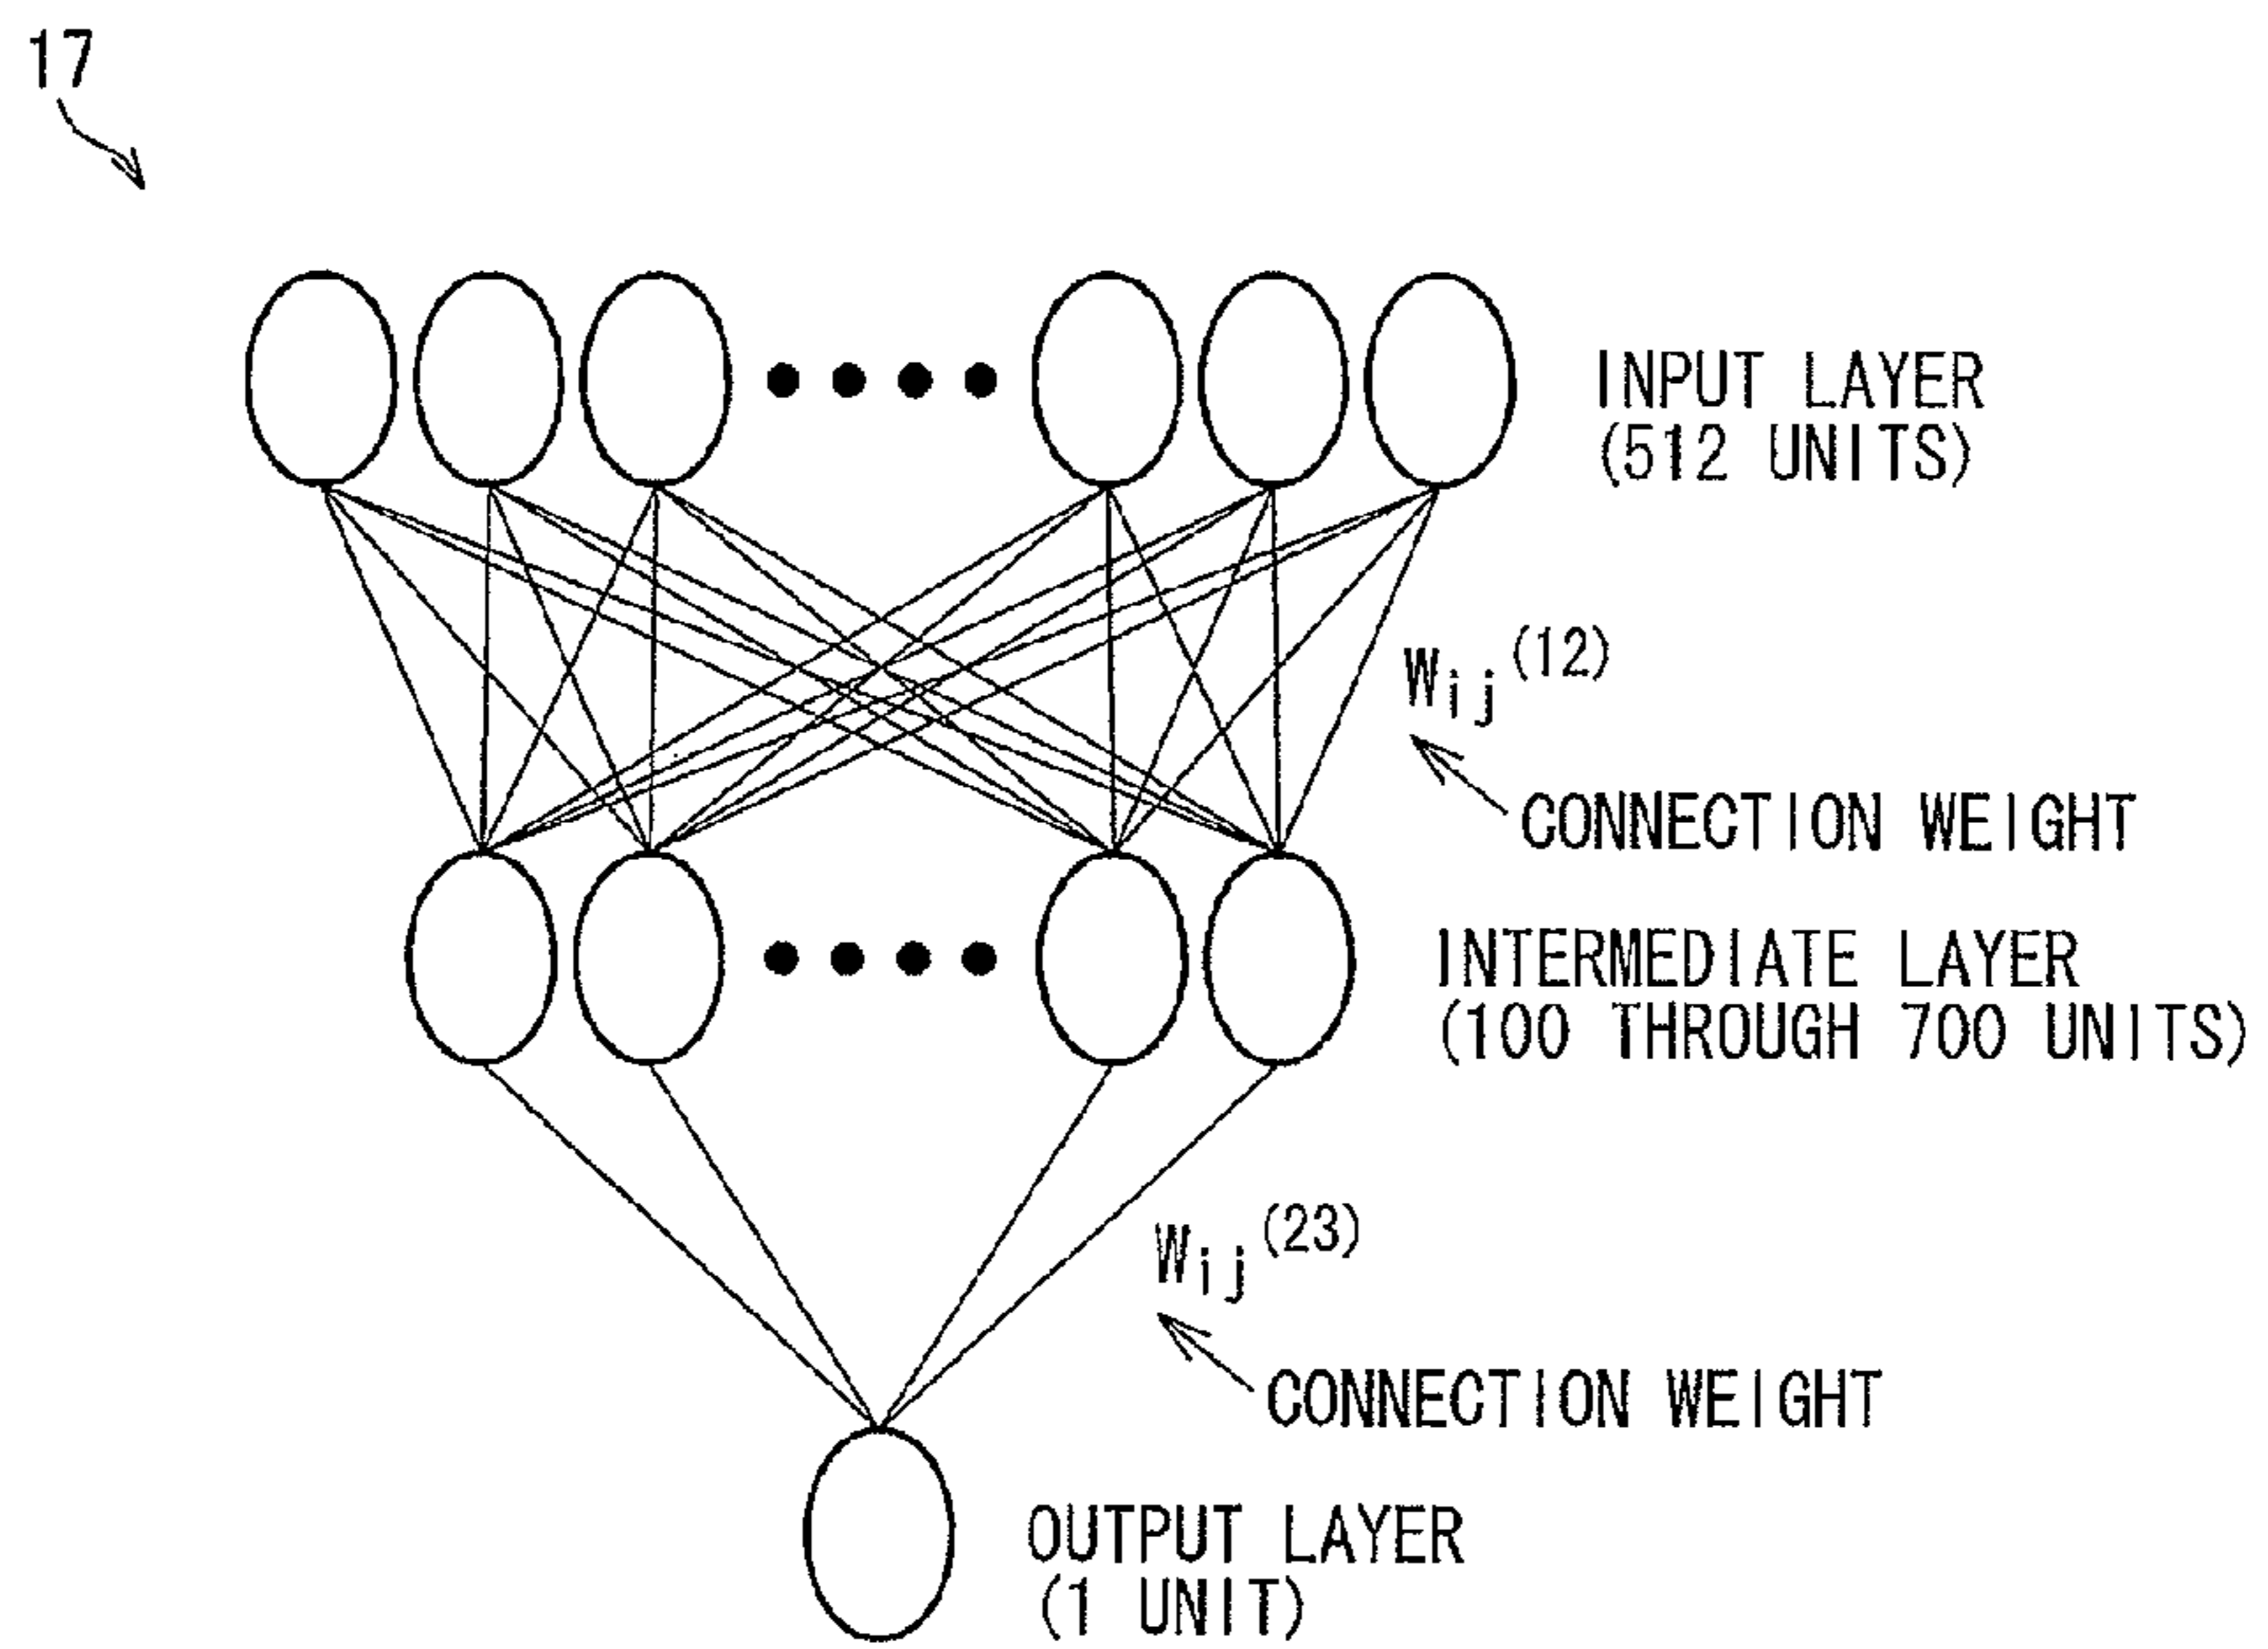 17
INPUT LAYER
(512 UNITS)
Wij(12)
CONNECTION WEIGHT
INTERMEDIATE LAYER
(100 THROUGH 700 UNITS)
Wij(23)
CONNECTION WEIGHT
OUTPUT LAYER
(1 UNIT)